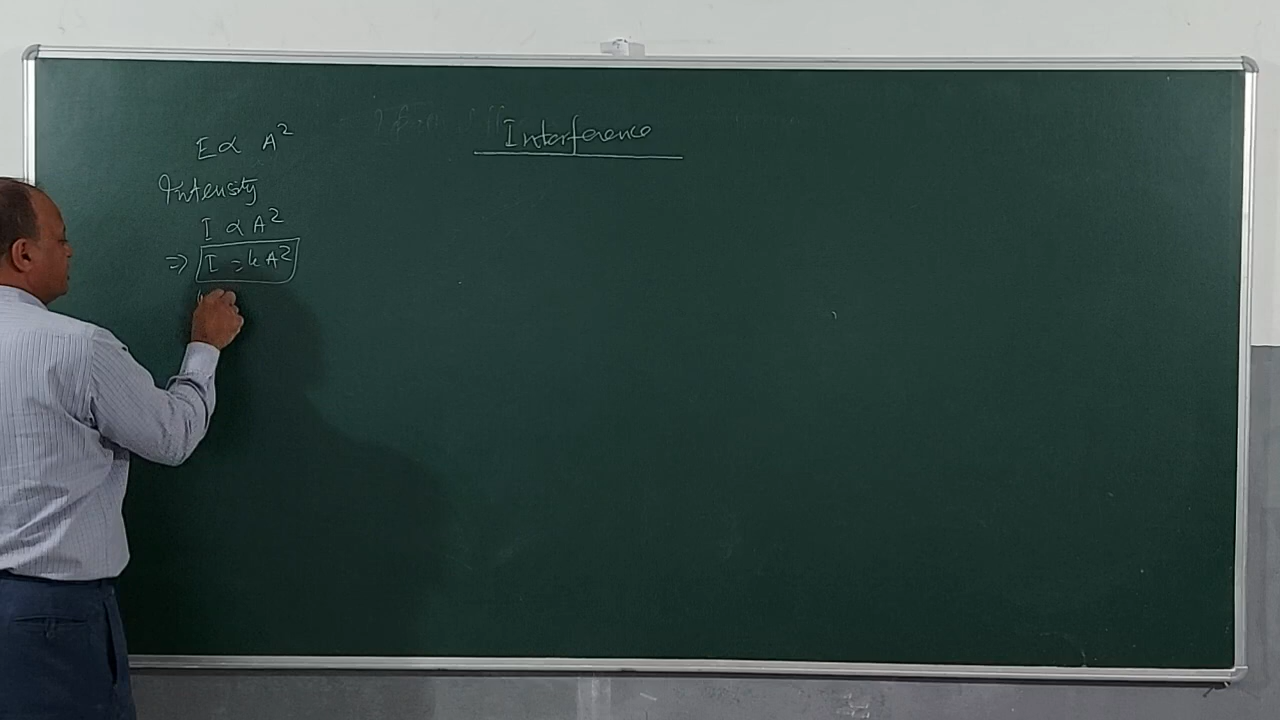 Interference
E ∝ A²
Intensity
I ∝ A²
⇒ I = kA²